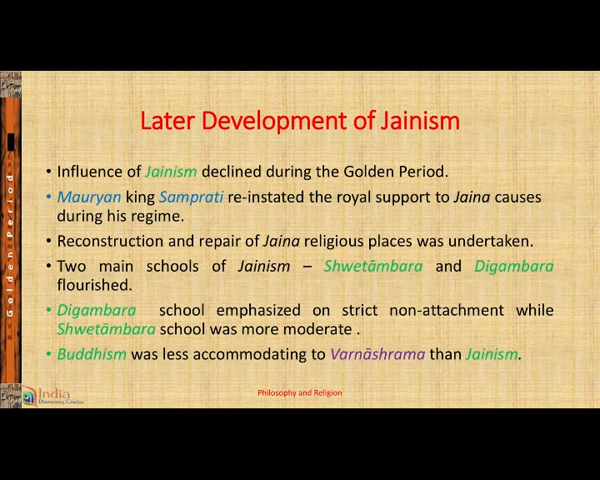 Later Development of Jainism
• Influence of Jainism declined during the Golden Period.
• Mauryan king Samprati re-instated the royal support to Jaina causes
during his regime.
• Reconstruction and repair of Jaina religious places was undertaken.
• Two main schools of Jainism – Shwetāmbara and Digambara
flourished.
• Digambara school emphasized on strict non-attachment while
Shwetāmbara school was more moderate .
• Buddhism was less accommodating to Varnāshrama than Jainism.
Golden Period
India
Discovery Center
Philosophy and Religion